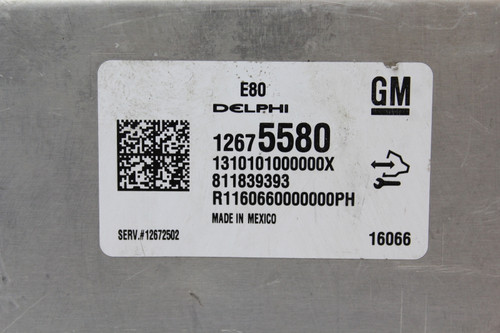 E80
DELPHI
GM
12675580
1310101000000X
811839393
R1160660000000PH
MADE IN MEXICO
SERV.#12672502
16066